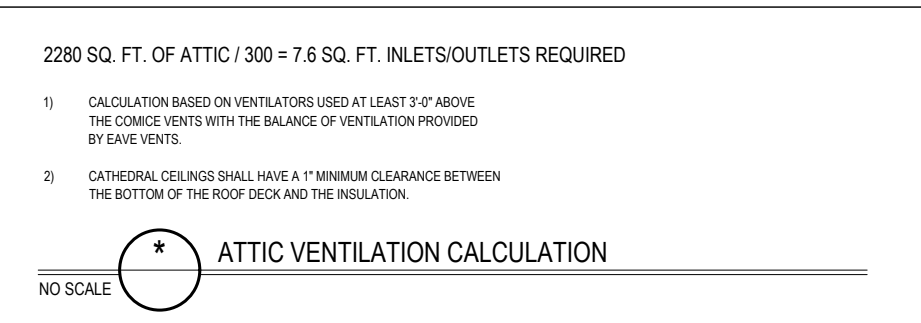 2280 SQ. FT. OF ATTIC / 300 = 7.6 SQ. FT. INLETS/OUTLETS REQUIRED
1) CALCULATION BASED ON VENTILATORS USED AT LEAST 3'-0" ABOVE
THE COMICE VENTS WITH THE BALANCE OF VENTILATION PROVIDED
BY EAVE VENTS.
2) CATHEDRAL CEILINGS SHALL HAVE A 1" MINIMUM CLEARANCE BETWEEN
THE BOTTOM OF THE ROOF DECK AND THE INSULATION.
* ATTIC VENTILATION CALCULATION
NO SCALE